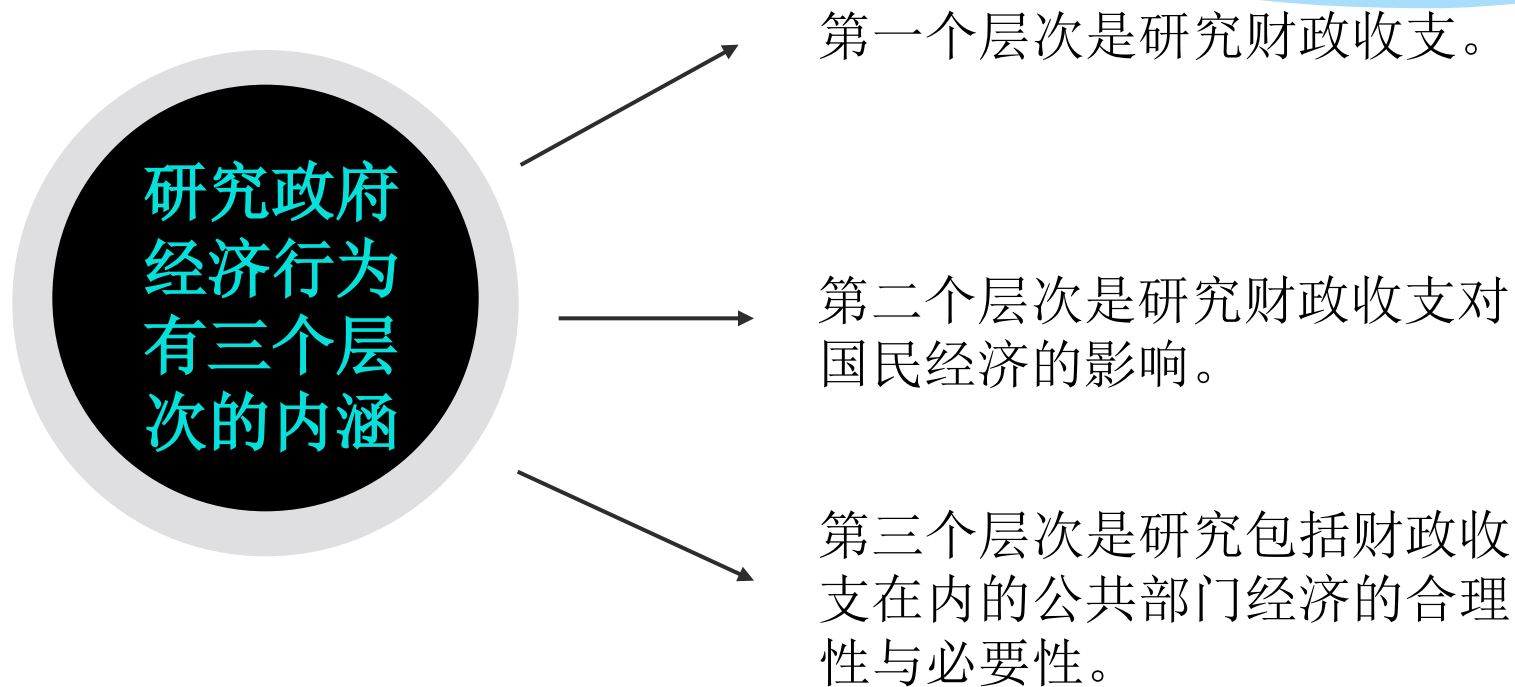 研究政府
经济行为
有三个层
次的内涵
第一个层次是研究财政收支。
第二个层次是研究财政收支对
国民经济的影响。
第三个层次是研究包括财政收
支在内的公共部门经济的合理
性与必要性。